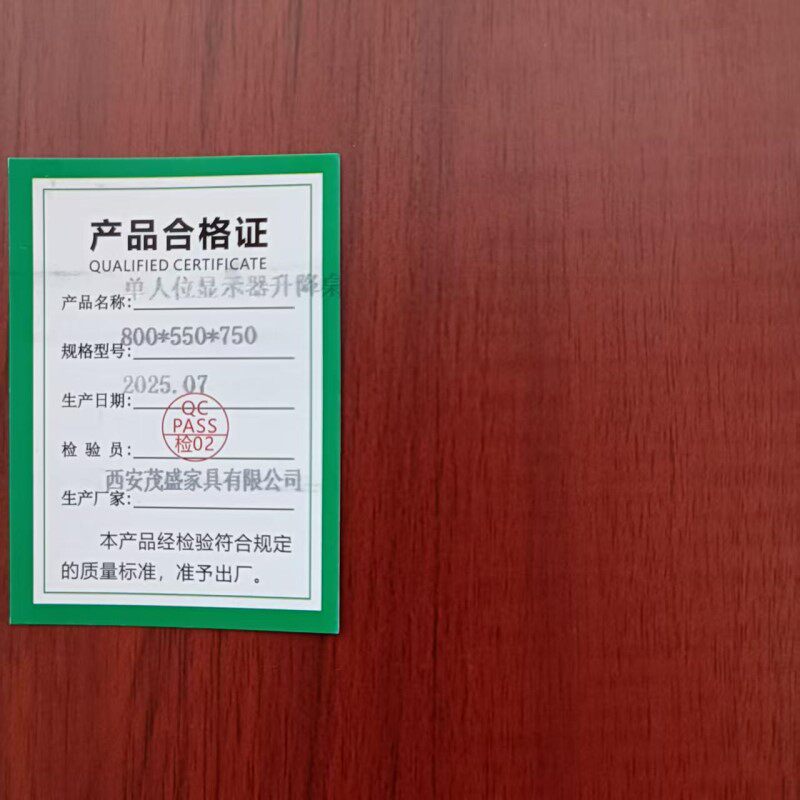 产品合格证
QUALIFIED CERTIFICATE
产品名称：单人位显示器升降桌
规格型号：800*550*750
生产日期：2025.07
检 验 员：QC PASS 检02
生产厂家：西安茂盛家具有限公司
本产品经检验符合规定
的质量标准，准予出厂。